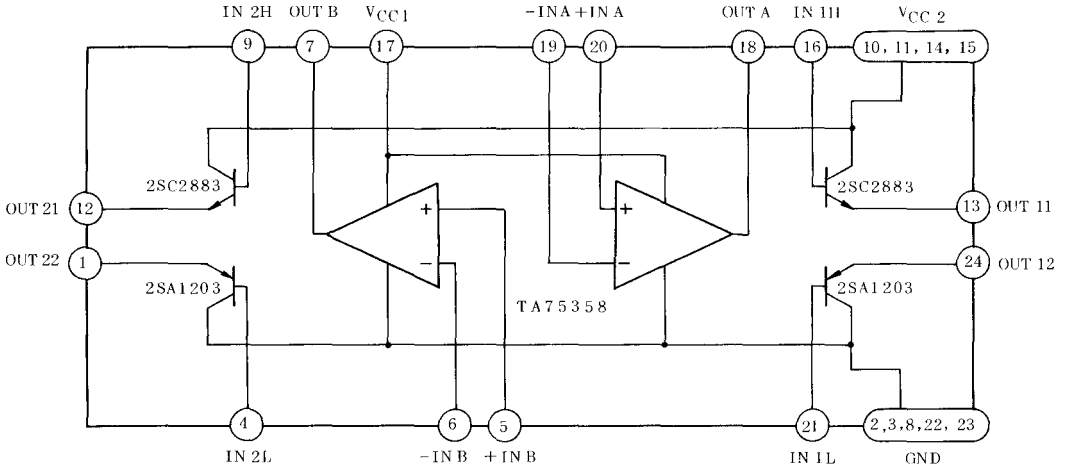 IN 2H OUT B VCC1 -IN A +IN A OUT A IN 1H VCC 2
9 7 17 19 20 18 16 10, 11, 14, 15
2SC2883 2SC2883
OUT 21 12 + + 13 OUT 11
OUT 22 1 − − 24 OUT 12
2SA1203 2SA1203
TA75358
4 6 5 21 2,3,8,22, 23
IN 2L -IN B +IN B IN 1L GND